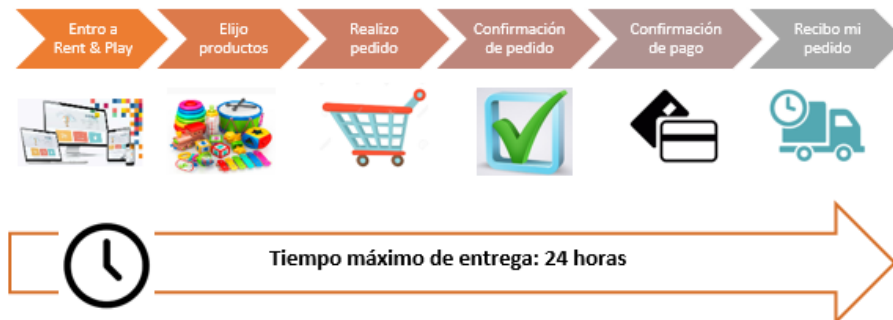 Entro a
Rent & Play
Elijo
productos
Realizo
pedido
Confirmación
de pedido
Confirmación
de pago
Recibo mi
pedido
Tiempo máximo de entrega: 24 horas